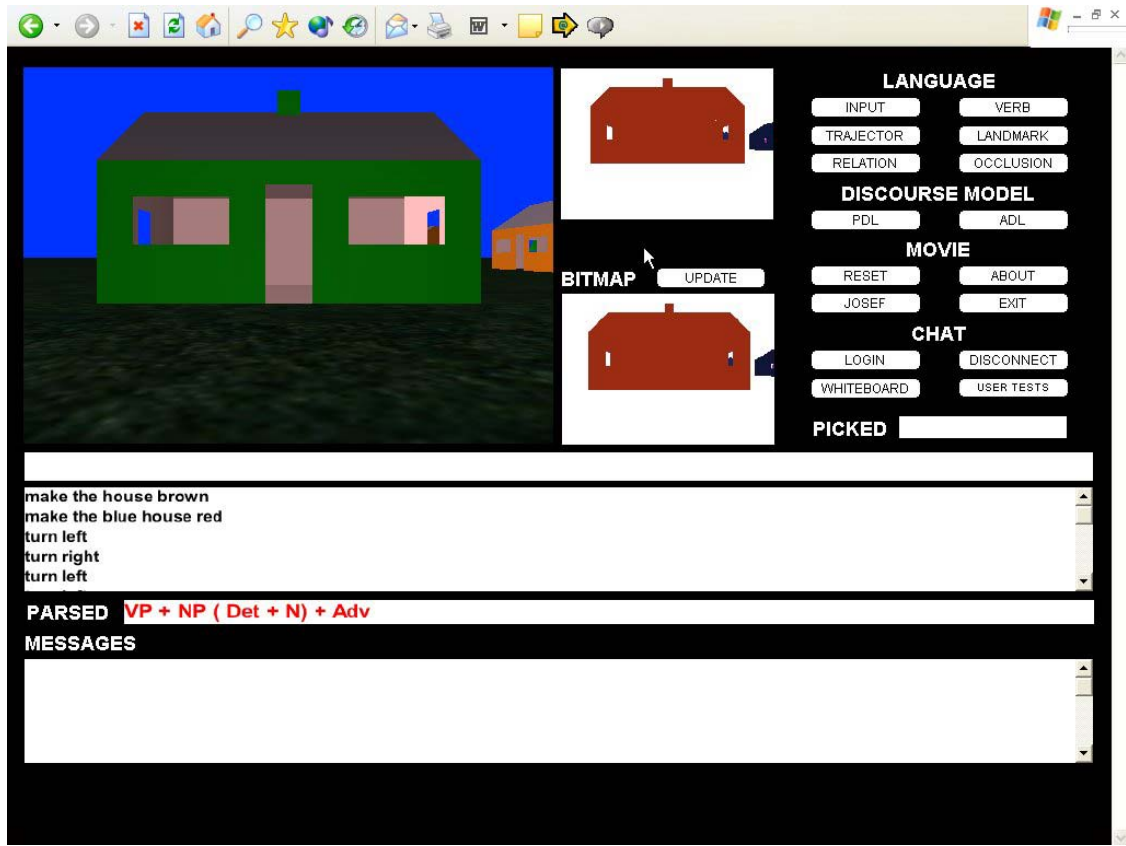 LANGUAGE
INPUT VERB
TRAJECTOR LANDMARK
RELATION OCCLUSION
DISCOURSE MODEL
PDL ADL
MOVIE
RESET ABOUT
JOSEF EXIT
CHAT
LOGIN DISCONNECT
WHITEBOARD USER TESTS
PICKED
BITMAP UPDATE
make the house brown
make the blue house red
turn left
turn right
turn left
PARSED VP + NP ( Det + N) + Adv
MESSAGES